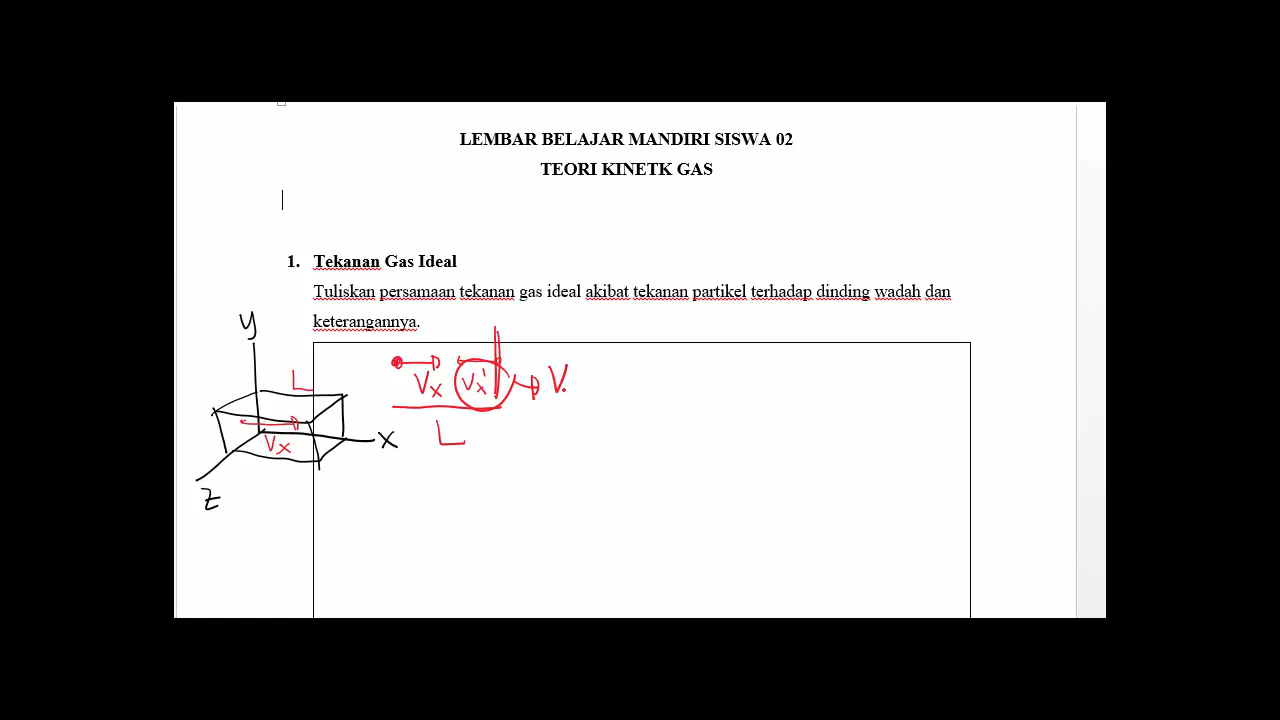 LEMBAR BELAJAR MANDIRI SISWA 02
TEORI KINETK GAS
1. Tekanan Gas Ideal
Tuliskan persamaan tekanan gas ideal akibat tekanan partikel terhadap dinding wadah dan
keterangannya.
y
L
Vx
x
z
Vx Vx' V.
L